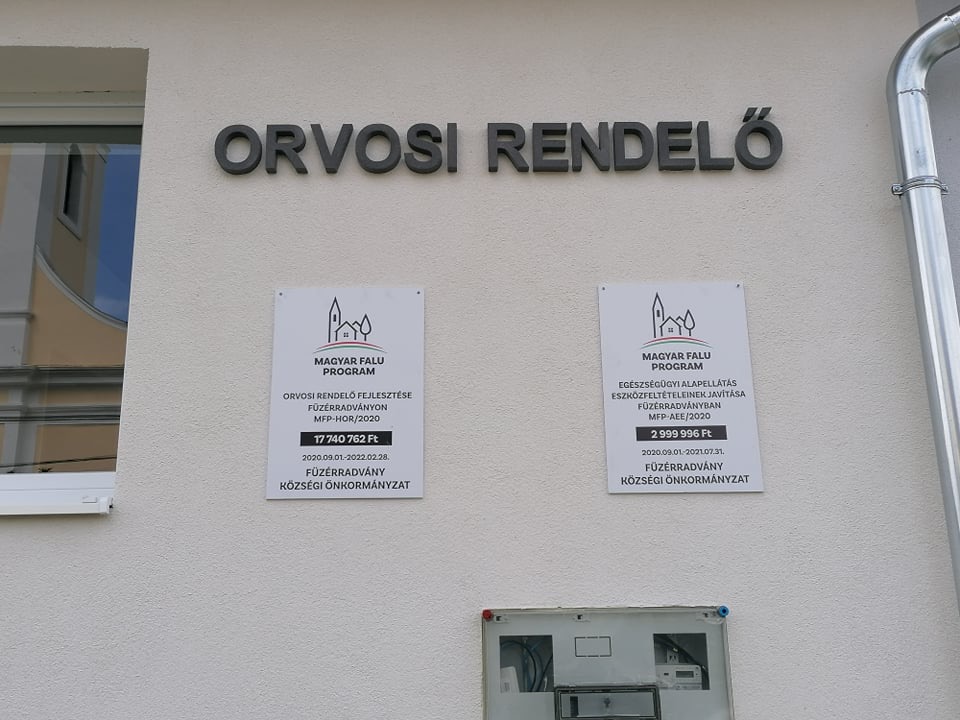 ORVOSI RENDELŐ
MAGYAR FALU
PROGRAM
ORVOSI RENDELŐ FEJLESZTÉSE
FÜZÉRRADVÁNYON
MFP-HOR/2020
17 740 762 Ft
2020.09.01.-2022.02.28.
FÜZÉRRADVÁNY
KÖZSÉGI ÖNKORMÁNYZAT
MAGYAR FALU
PROGRAM
EGÉSZSÉGÜGYI ALAPELLÁTÁS
ESZKÖZFELTÉTELEINEK JAVÍTÁSA
FÜZÉRRADVÁNYBAN
MFP-AEE/2020
2 999 996 Ft
2020.09.01.-2021.07.31.
FÜZÉRRADVÁNY
KÖZSÉGI ÖNKORMÁNYZAT